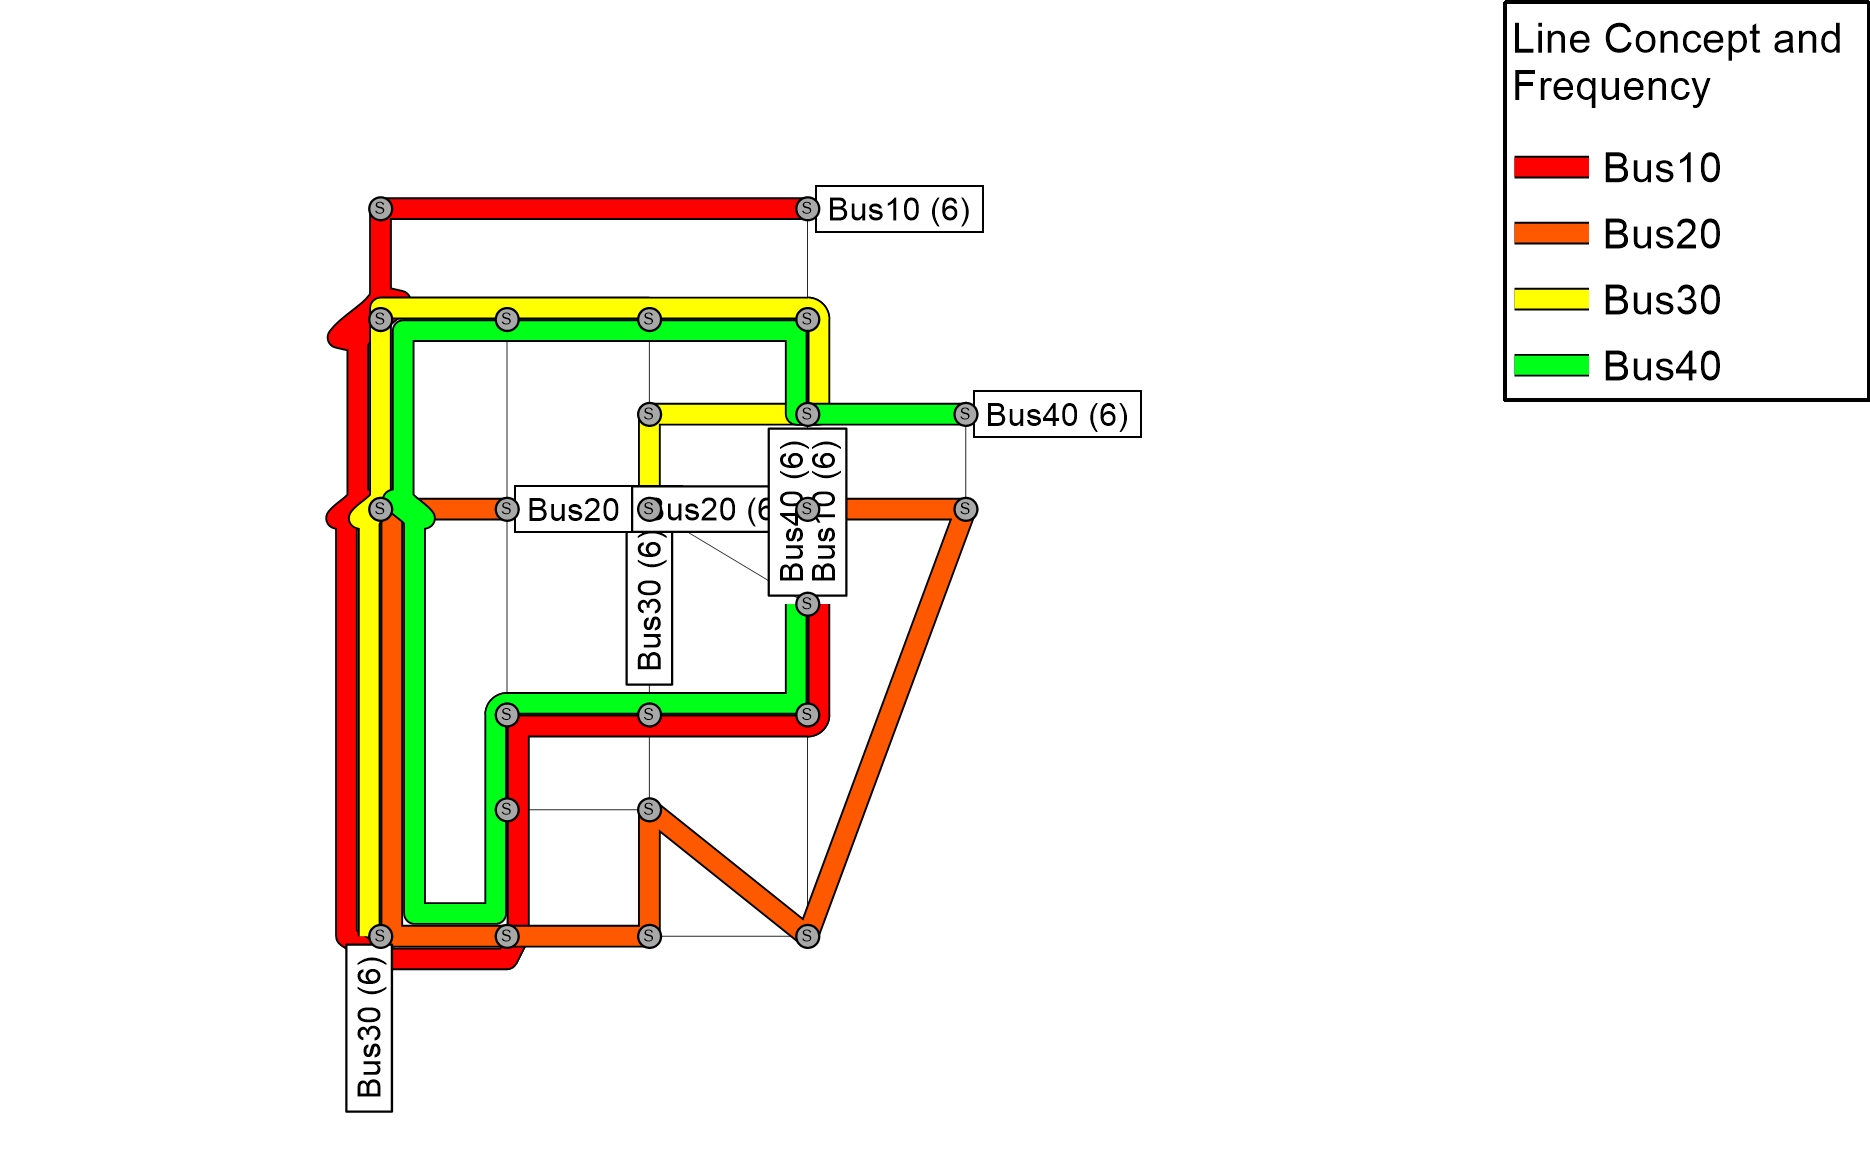 Line Concept and
Frequency
Bus10
Bus20
Bus30
Bus40
Bus10 (6)
Bus40 (6)
Bus20
Bus20 (6
Bus40 (6)
Bus10 (6)
Bus30 (6)
Bus30 (6)